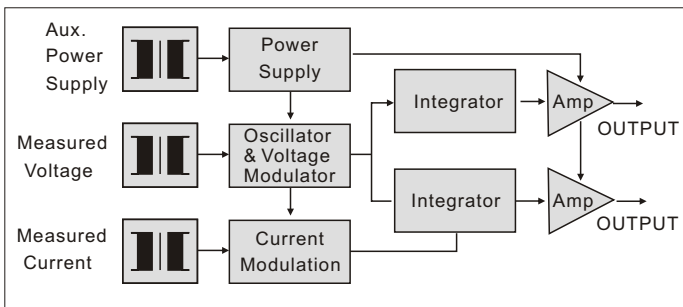 Aux.
Power
Supply
Power
Supply
Integrator
Amp
OUTPUT
Measured
Voltage
Oscillator
& Voltage
Modulator
Integrator
Amp
OUTPUT
Measured
Current
Current
Modulation